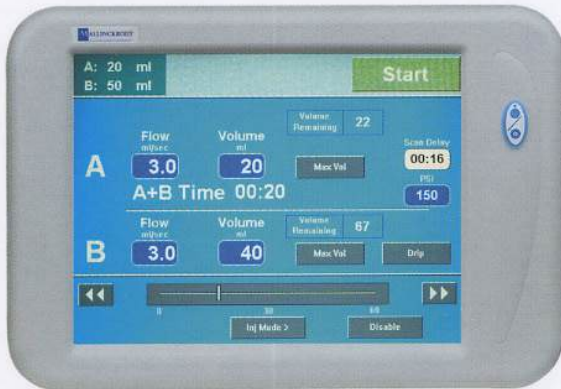 MALLINCKRODT
A: 20 ml
B: 50 ml
Start
Volume Remaining 22
Flow Volume
ml/sec ml
Scan Delay
A 3.0 20 Max Vol 00:16
A+B Time 00:20
PSI
150
Volume Remaining 67
Flow Volume
ml/sec ml
B 3.0 40 Max Vol Drip
0 30 60
Inj Mode > Disable